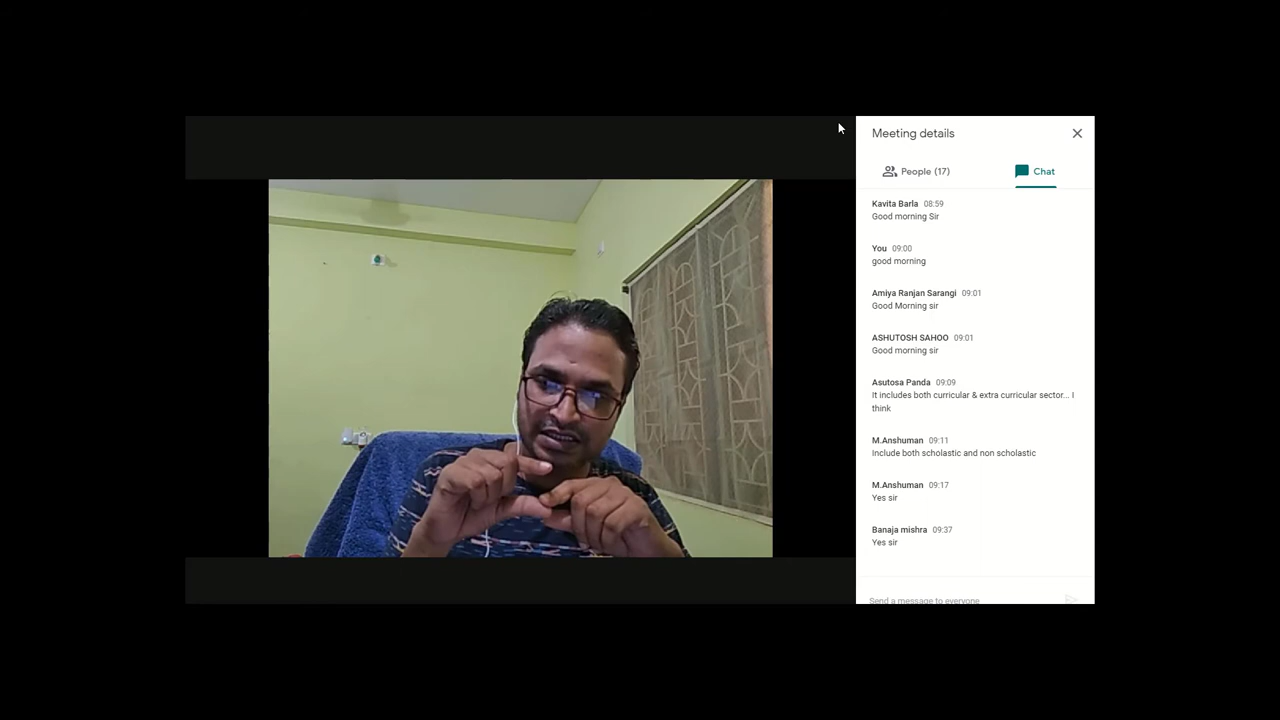 Meeting details
People (17)
Chat
Kavita Barla 08:59
Good morning Sir
You 09:00
good morning
Amiya Ranjan Sarangi 09:01
Good Morning sir
ASHUTOSH SAHOO 09:01
Good morning sir
Asutosa Panda 09:09
It includes both curricular & extra curricular sector... I
think
M.Anshuman 09:11
Include both scholastic and non scholastic
M.Anshuman 09:17
Yes sir
Banaja mishra 09:37
Yes sir
Send a message to everyone